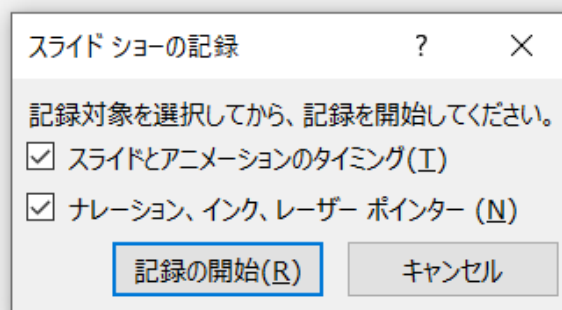 スライド ショーの記録 ? ×
記録対象を選択してから、記録を開始してください。
スライドとアニメーションのタイミング(T)
ナレーション、インク、レーザー ポインター (N)
記録の開始(R) キャンセル